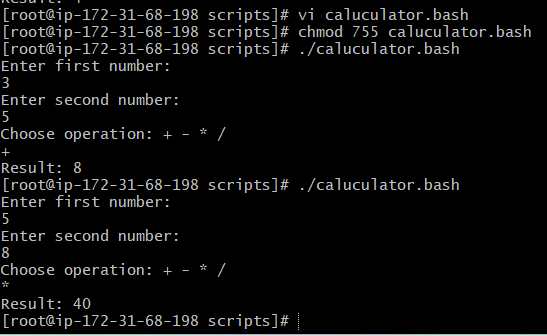 [root@ip-172-31-68-198 scripts]# vi caluculator.bash
[root@ip-172-31-68-198 scripts]# chmod 755 caluculator.bash
[root@ip-172-31-68-198 scripts]# ./caluculator.bash
Enter first number:
3
Enter second number:
5
Choose operation: + - * /
+
Result: 8
[root@ip-172-31-68-198 scripts]# ./caluculator.bash
Enter first number:
5
Enter second number:
8
Choose operation: + - * /
*
Result: 40
[root@ip-172-31-68-198 scripts]#